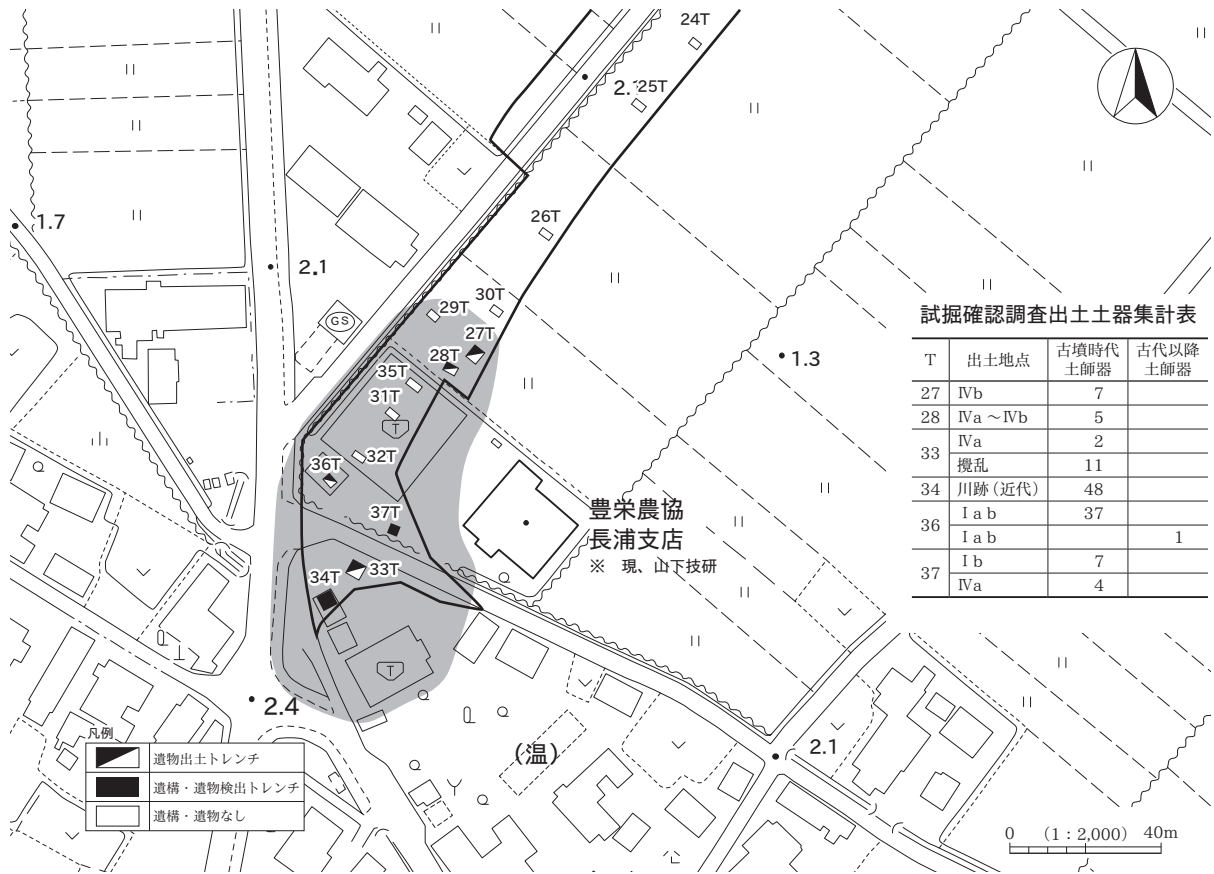 24T
2.
25T
1.7
26T
2.1
30T
29T
GS
27T
28T
1.3
35T
31T
T
32T
36T
37T
豊栄農協
長浦支店
※ 現、山下技研
33T
34T
T
2.4
(温)
2.1
試掘確認調査出土土器集計表
T 出土地点 古墳時代土師器 古代以降土師器
27 Ⅳb 7
28 Ⅳa～Ⅳb 5
33 Ⅳa 2
攪乱 11
34 川跡(近代) 48
36 Ⅰab 37
Ⅰab 1
37 Ⅰb 7
Ⅳa 4
凡例
遺物出土トレンチ
遺構・遺物検出トレンチ
遺構・遺物なし
0 (1:2,000) 40m